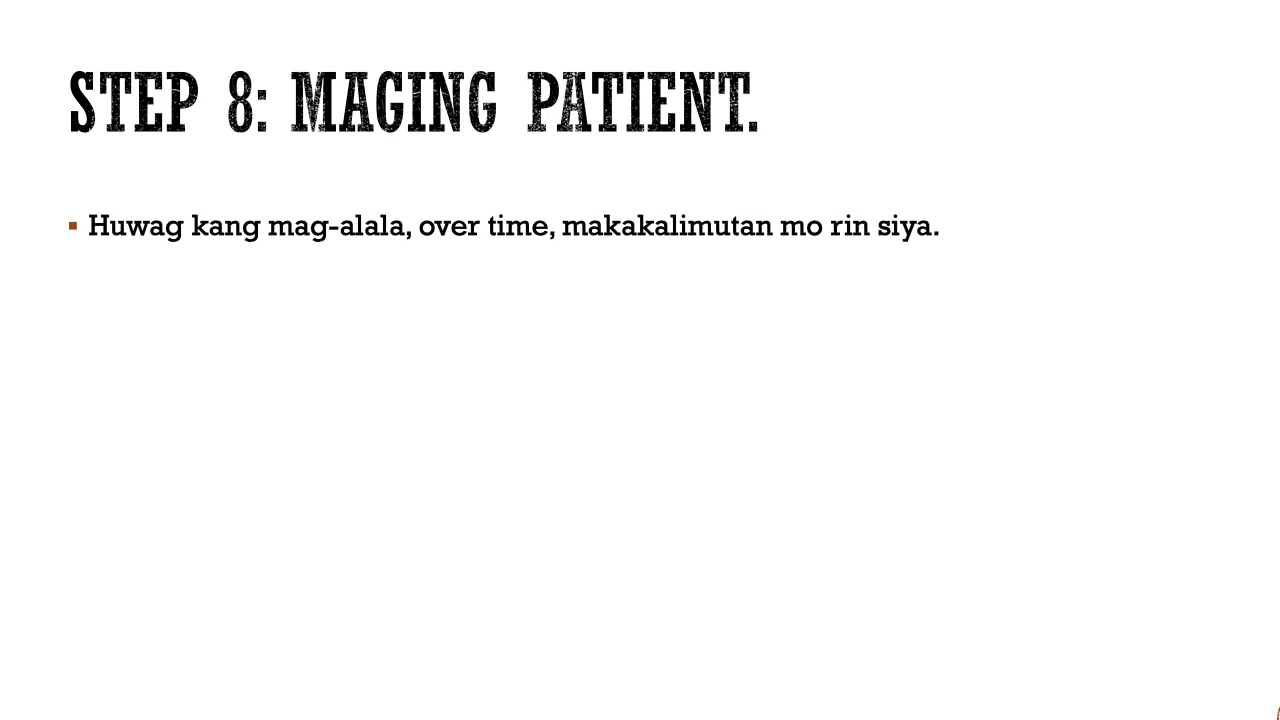 STEP 8: MAGING PATIENT.
Huwag kang mag-alala, over time, makakalimutan mo rin siya.